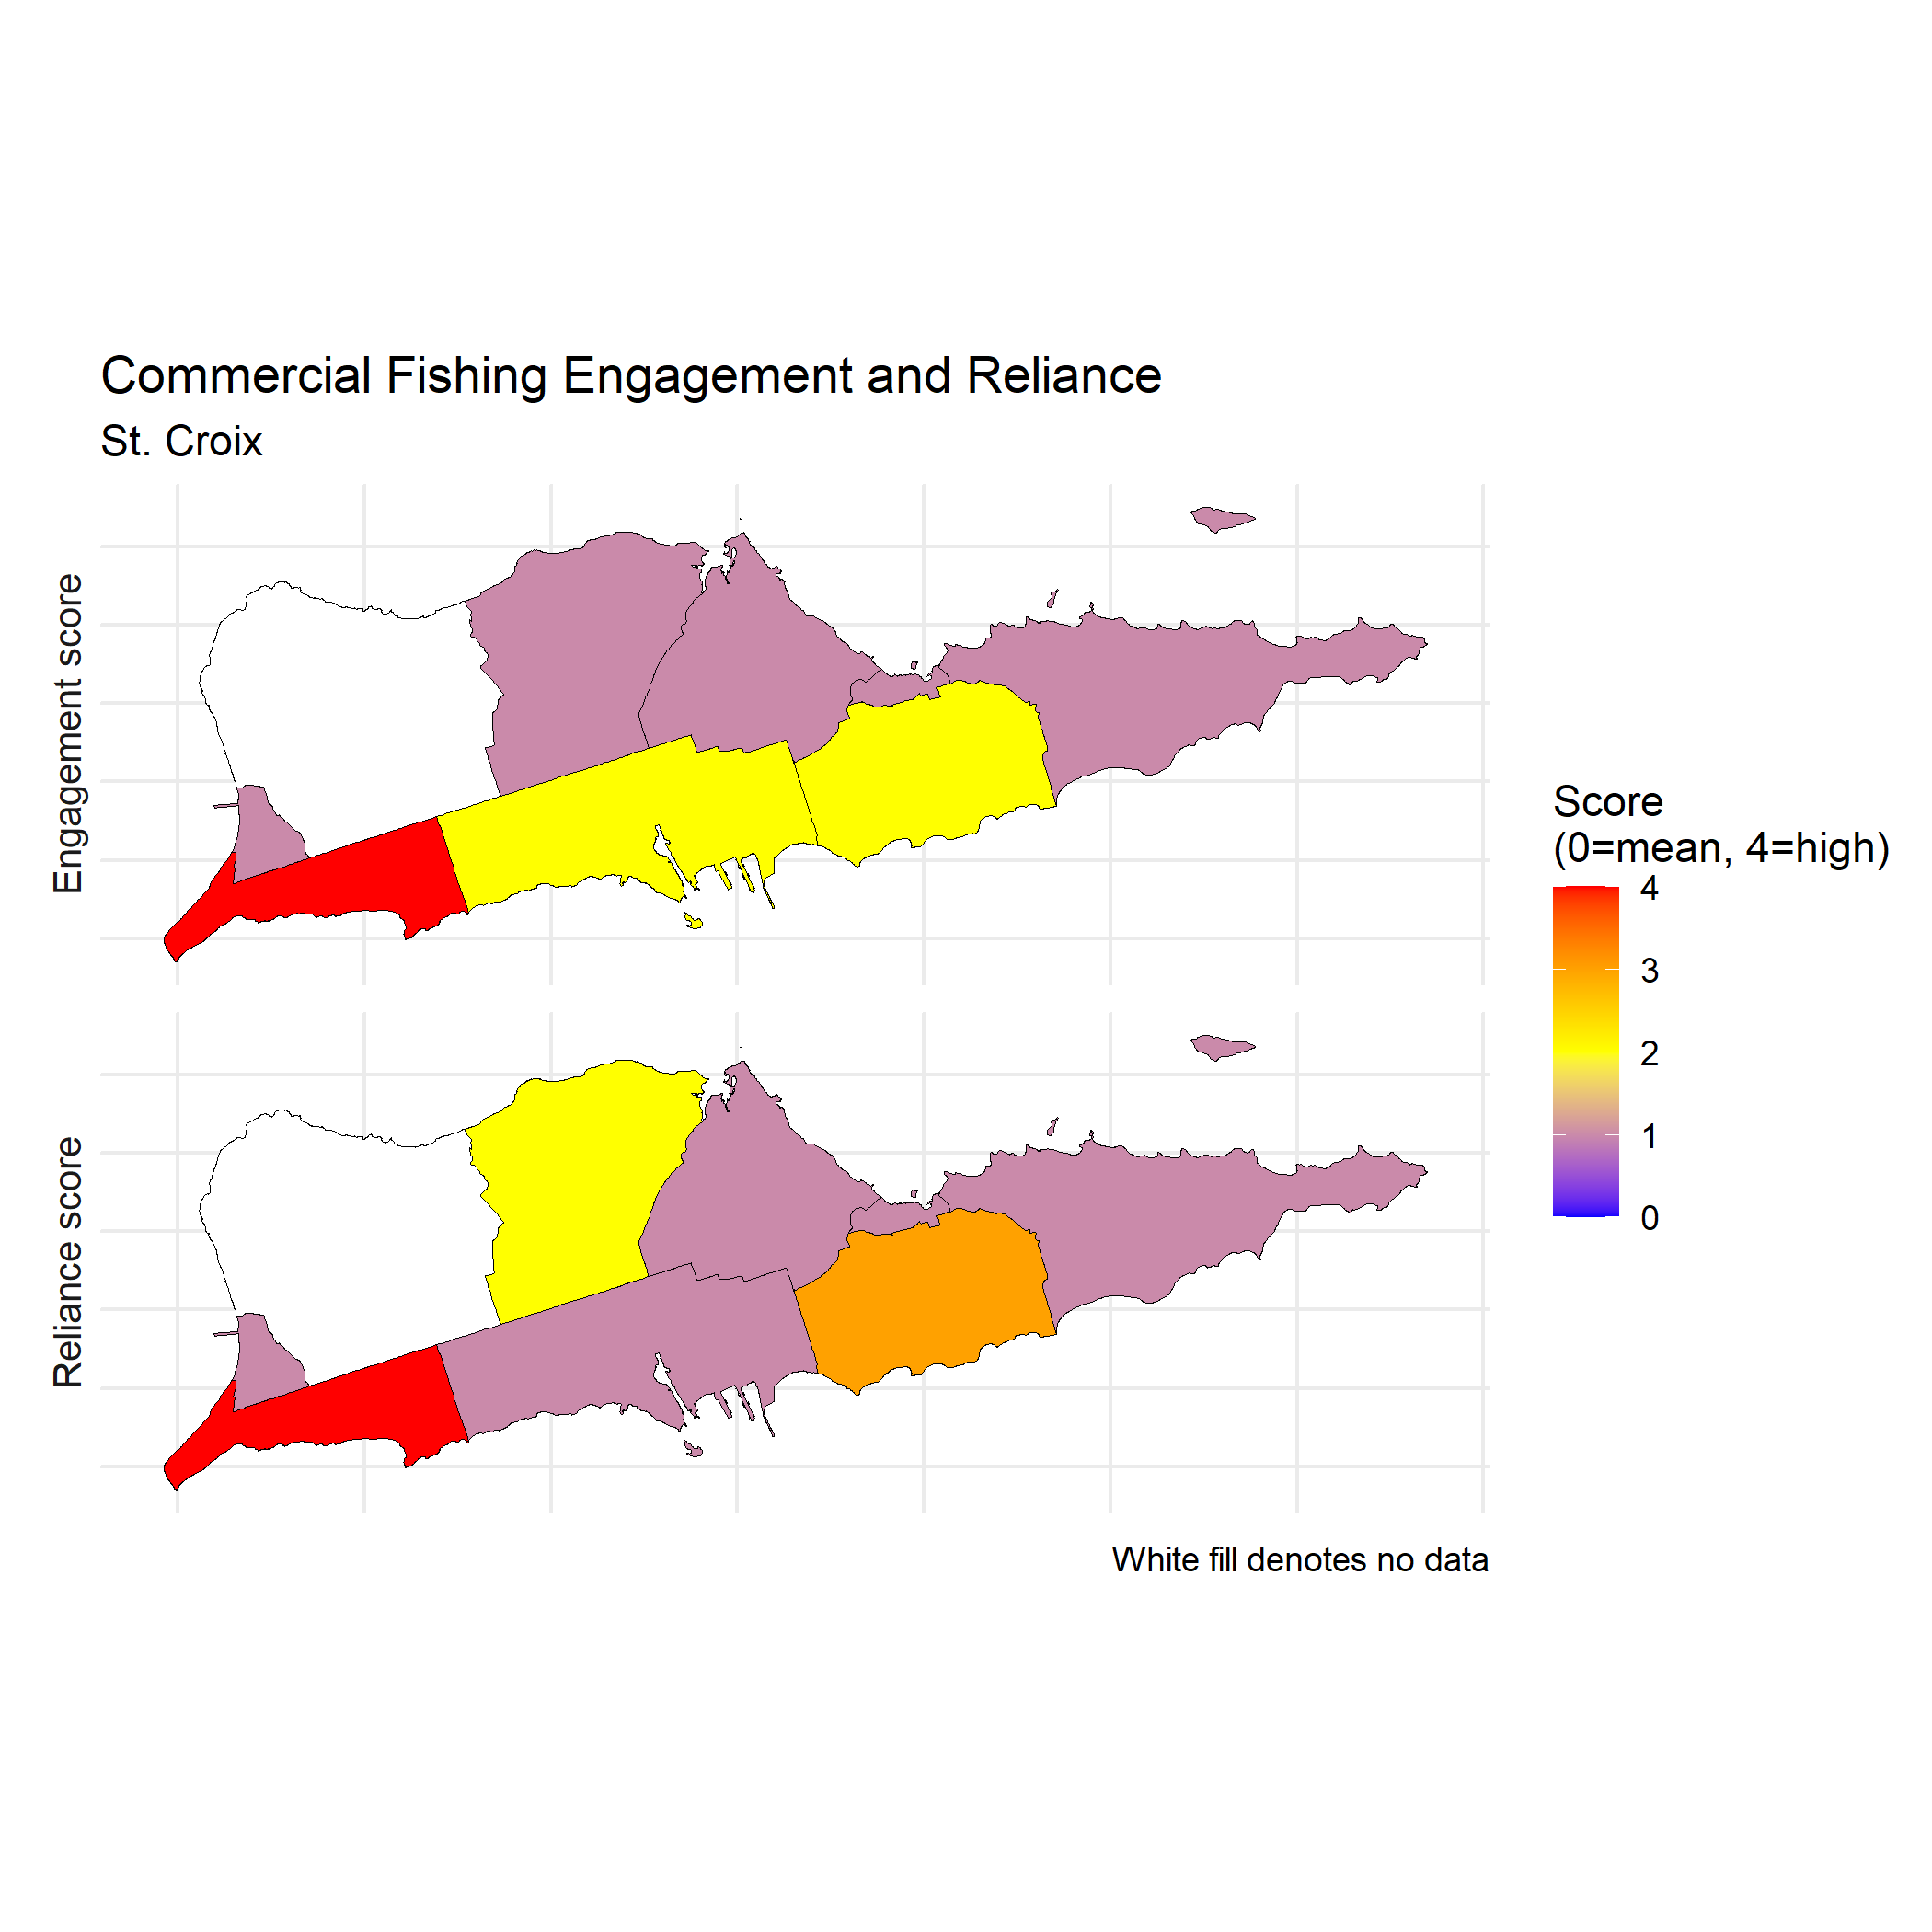 Commercial Fishing Engagement and Reliance
St. Croix
Engagement score
Reliance score
Score
(0=mean, 4=high)
4
3
2
1
0
White fill denotes no data